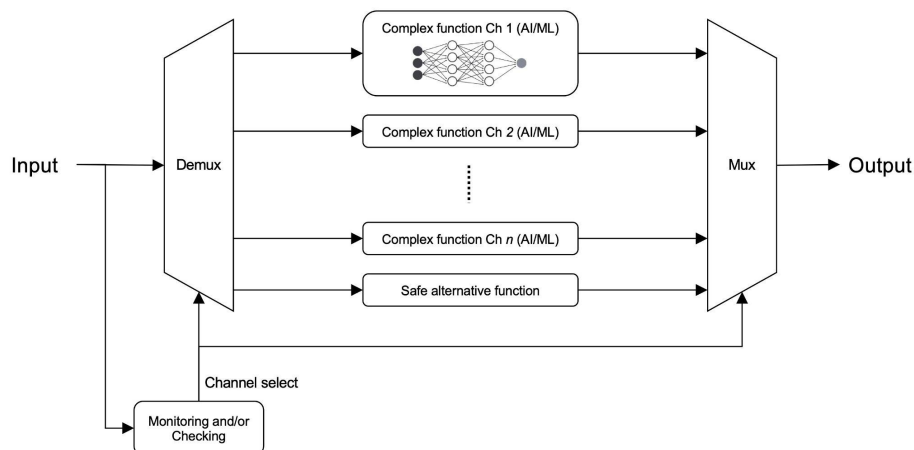 Complex function Ch 1 (AI/ML)
Complex function Ch 2 (AI/ML)
Input
Demux
Mux
Output
Complex function Ch n (AI/ML)
Safe alternative function
Channel select
Monitoring and/or
Checking